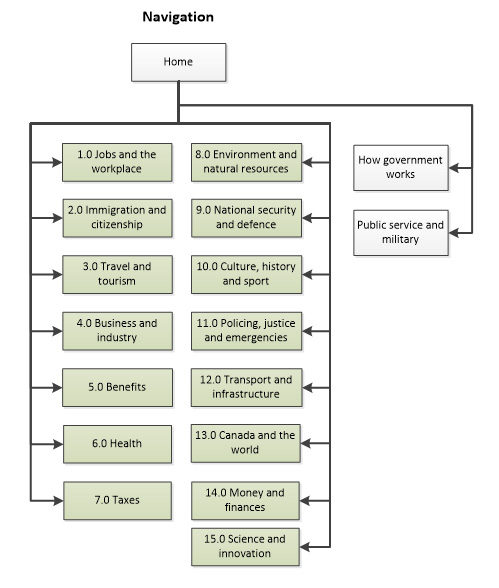 Navigation
Home
1.0 Jobs and the
workplace
2.0 Immigration and
citizenship
3.0 Travel and
tourism
4.0 Business and
industry
5.0 Benefits
6.0 Health
7.0 Taxes
8.0 Environment and
natural resources
9.0 National security
and defence
10.0 Culture, history
and sport
11.0 Policing, justice
and emergencies
12.0 Transport and
infrastructure
13.0 Canada and the
world
14.0 Money and
finances
15.0 Science and
innovation
How government
works
Public service and
military